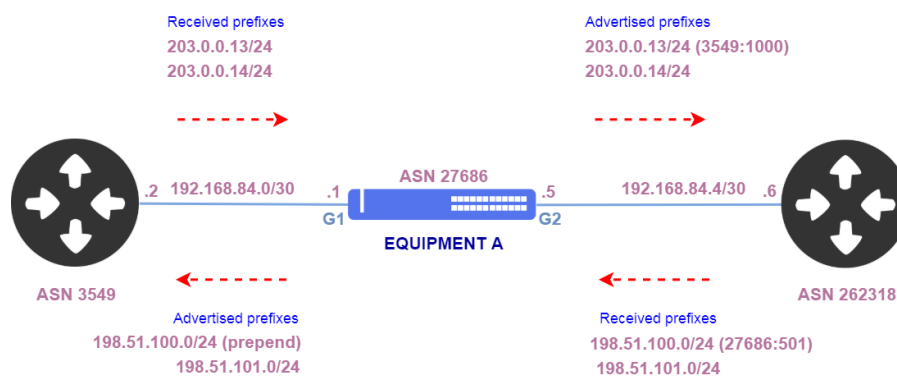 Received prefixes
203.0.0.13/24
203.0.0.14/24
Advertised prefixes
203.0.0.13/24 (3549:1000)
203.0.0.14/24
ASN 27686
.2 192.168.84.0/30 .1
.5 192.168.84.4/30 .6
G1
G2
EQUIPMENT A
ASN 3549
ASN 262318
Advertised prefixes
198.51.100.0/24 (prepend)
198.51.101.0/24
Received prefixes
198.51.100.0/24 (27686:501)
198.51.101.0/24